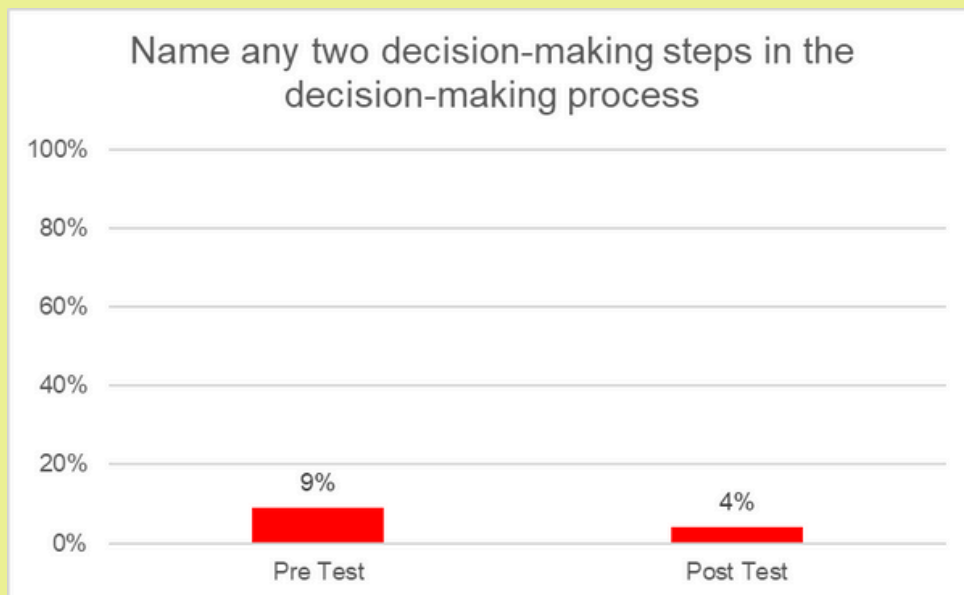 Name any two decision-making steps in the
decision-making process
100%
80%
60%
40%
20%
0%
9%
4%
Pre Test
Post Test